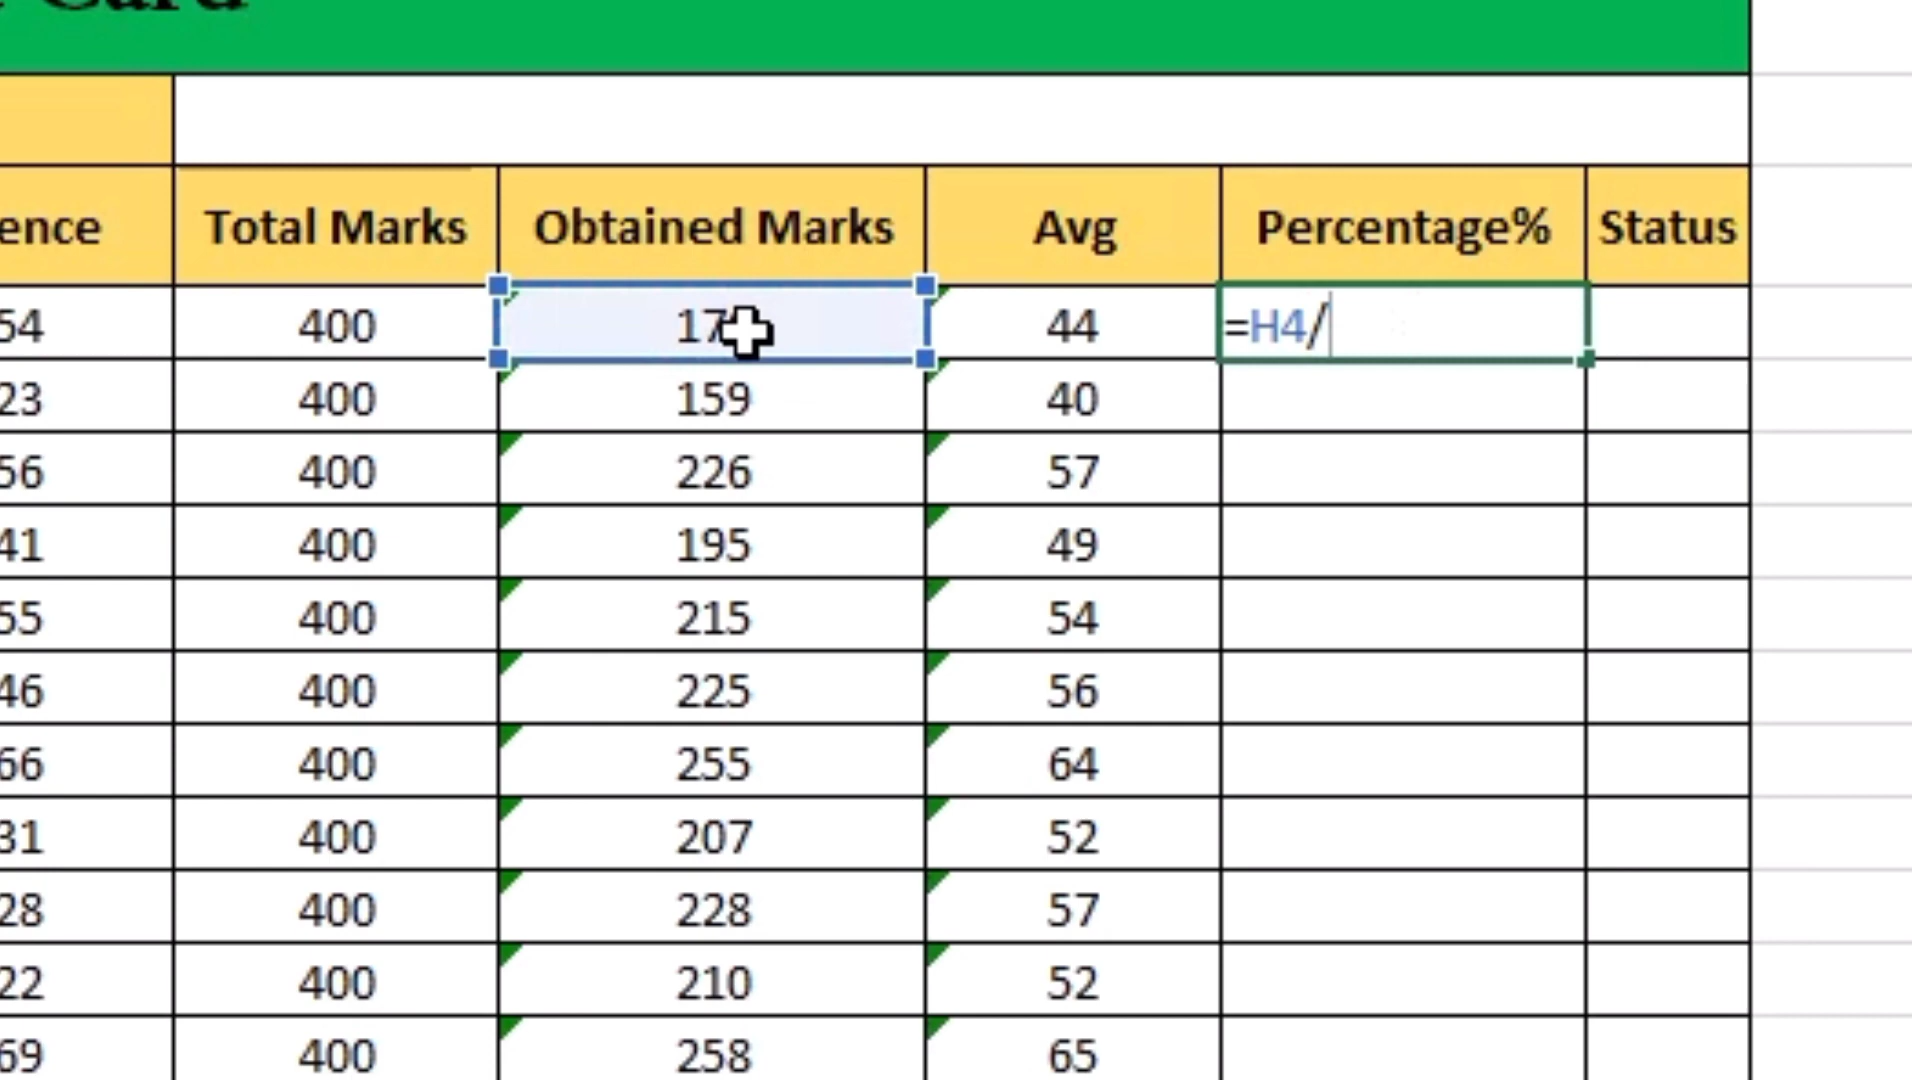 Card
ence Total Marks Obtained Marks Avg Percentage% Status
54 400 17 44 =H4/
23 400 159 40
56 400 226 57
41 400 195 49
55 400 215 54
46 400 225 56
66 400 255 64
31 400 207 52
28 400 228 57
22 400 210 52
69 400 258 65